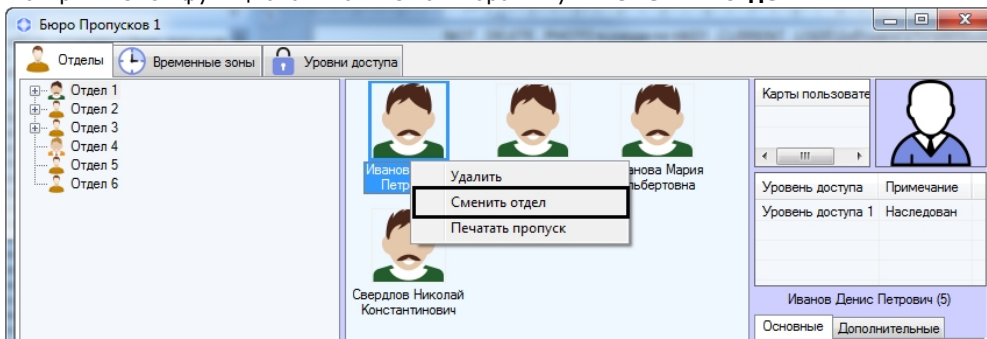 Бюро Пропусков 1
Отделы
Временные зоны
Уровни доступа
Отдел 1
Отдел 2
Отдел 3
Отдел 4
Отдел 5
Отдел 6
Иванов
Петр
Удалить
Сменить отдел
Печатать пропуск
анова Мария
льбертовна
Свердлов Николай
Константинович
Карты пользовате
Уровень доступа Примечание
Уровень доступа 1 Наследован
Иванов Денис Петрович (5)
Основные Дополнительные